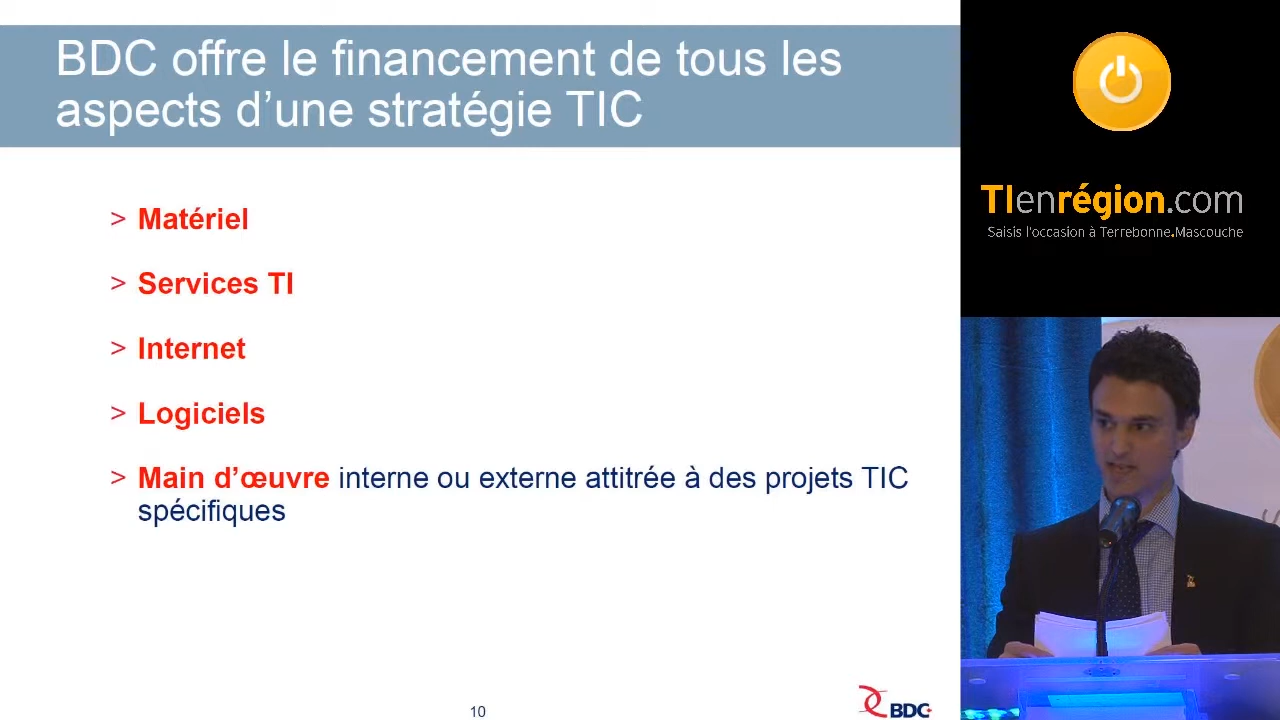 BDC offre le financement de tous les
aspects d’une stratégie TIC
> Matériel
> Services TI
> Internet
> Logiciels
> Main d’œuvre interne ou externe attitrée à des projets TIC
spécifiques
10
BDC
TIenrégion.com
Saisis l'occasion à Terrebonne.Mascouche